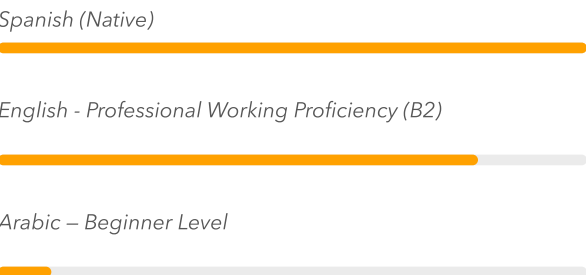 Spanish (Native)
English - Professional Working Proficiency (B2)
Arabic — Beginner Level